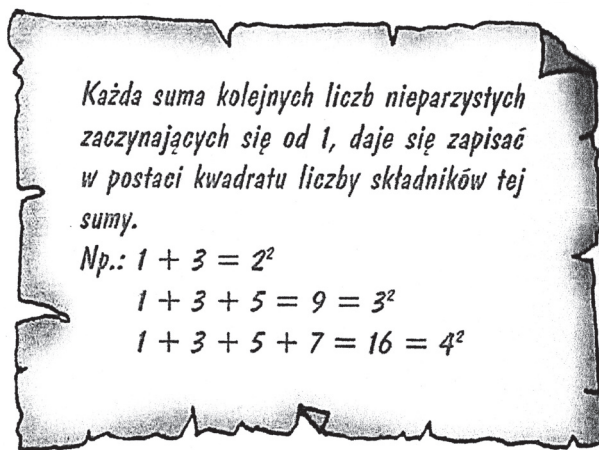 Każda suma kolejnych liczb nieparzystych
zaczynających się od 1, daje się zapisać
w postaci kwadratu liczby składników tej
sumy.
Np.: 1 + 3 = 2²
1 + 3 + 5 = 9 = 3²
1 + 3 + 5 + 7 = 16 = 4²